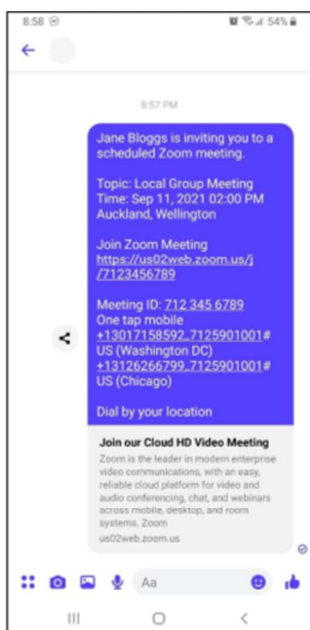 8:58
54%
8:57 PM
Jane Bloggs is inviting you to a
scheduled Zoom meeting.
Topic: Local Group Meeting
Time: Sep 11, 2021 02:00 PM
Auckland, Wellington
Join Zoom Meeting
https://us02web.zoom.us/j
/7123456789
Meeting ID: 712 345 6789
One tap mobile
+13017158592,,7125901001#
US (Washington DC)
+13126266799,,7125901001#
US (Chicago)
Dial by your location
Join our Cloud HD Video Meeting
Zoom is the leader in modern enterprise
video communications, with an easy,
reliable cloud platform for video and
audio conferencing, chat, and webinars
across mobile, desktop, and room
systems. Zoom
us02web.zoom.us
Aa